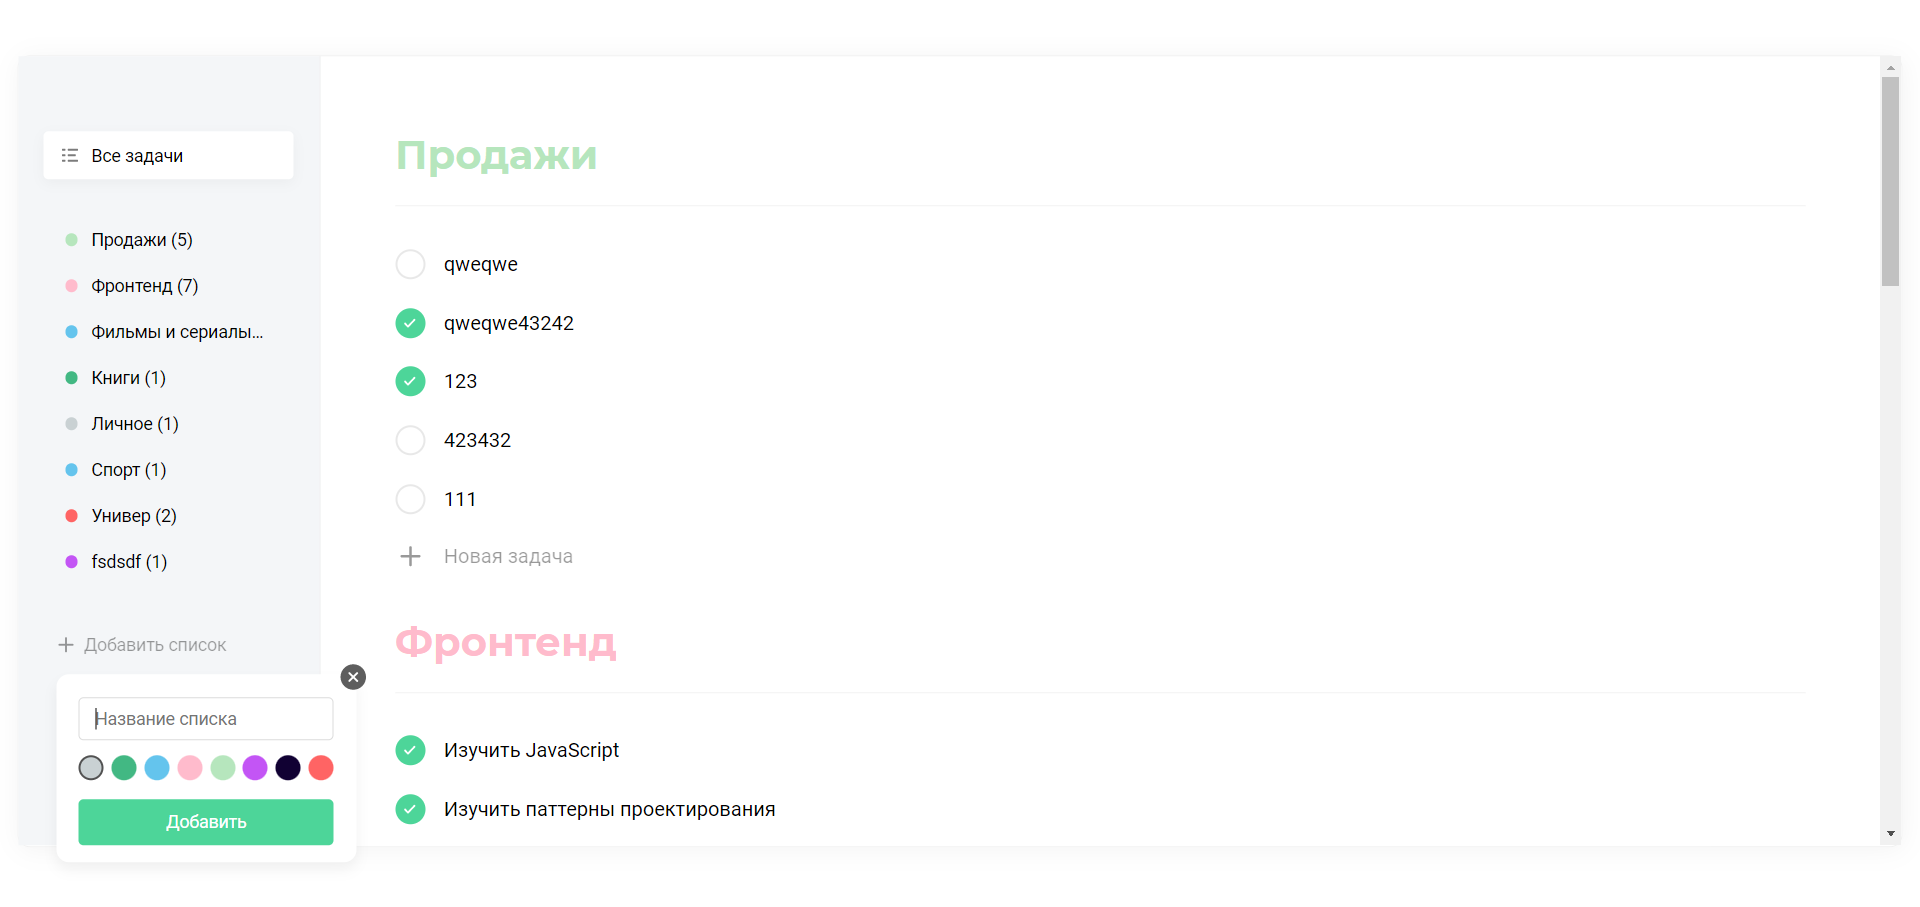 Все задачи
Продажи (5)
Фронтенд (7)
Фильмы и сериалы...
Книги (1)
Личное (1)
Спорт (1)
Универ (2)
fsdsdf (1)
Добавить список
Название списка
Добавить
Продажи
qweqwe
qweqwe43242
123
423432
111
Новая задача
Фронтенд
Изучить JavaScript
Изучить паттерны проектирования